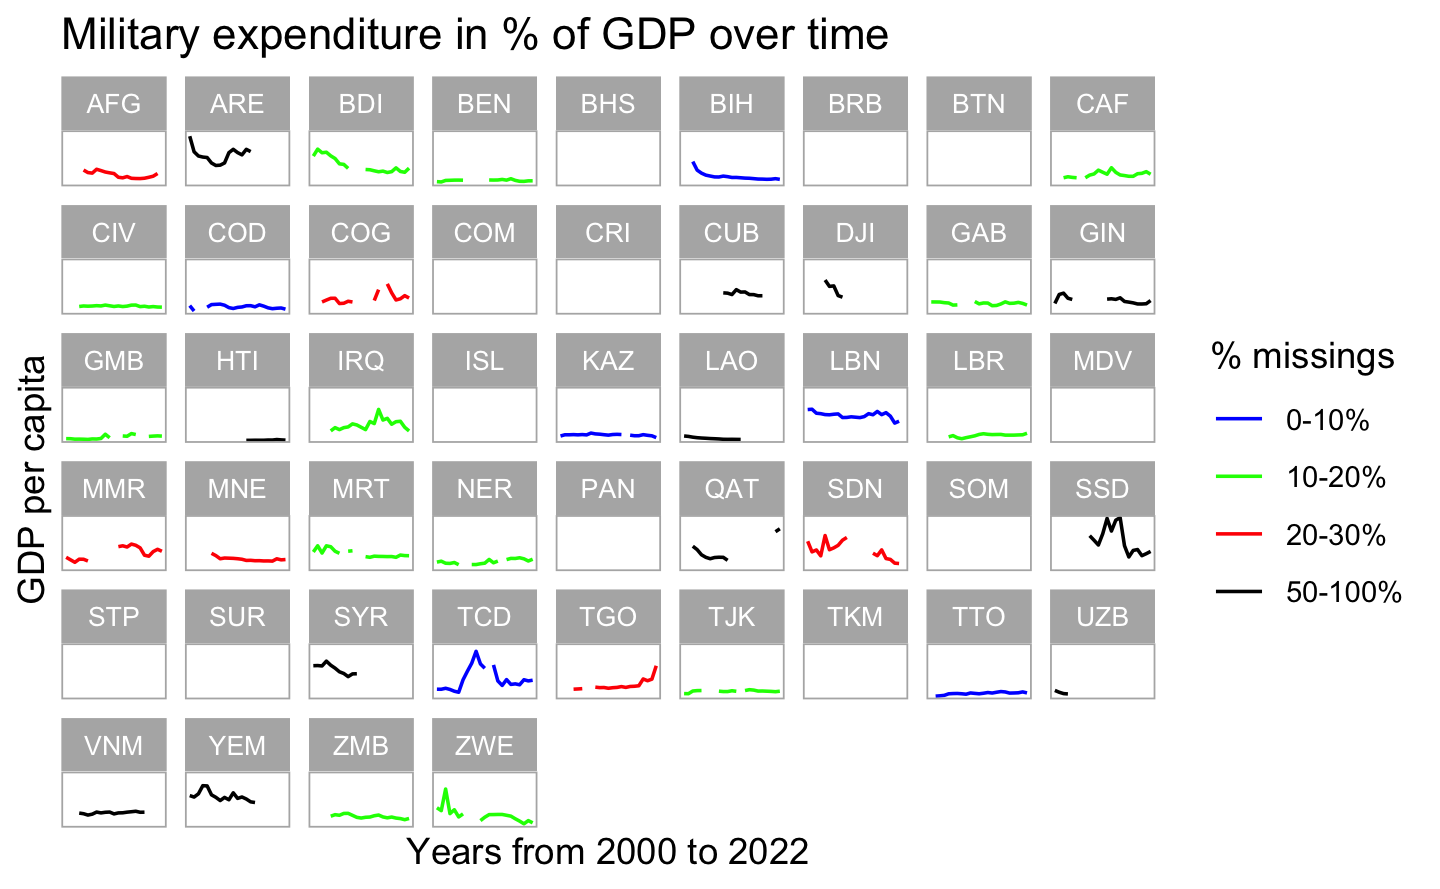 Military expenditure in % of GDP over time
AFG ARE BDI BEN BHS BIH BRB BTN CAF
CIV COD COG COM CRI CUB DJI GAB GIN
GMB HTI IRQ ISL KAZ LAO LBN LBR MDV
MMR MNE MRT NER PAN QAT SDN SOM SSD
STP SUR SYR TCD TGO TJK TKM TTO UZB
VNM YEM ZMB ZWE
GDP per capita
Years from 2000 to 2022
% missings
0-10%
10-20%
20-30%
50-100%